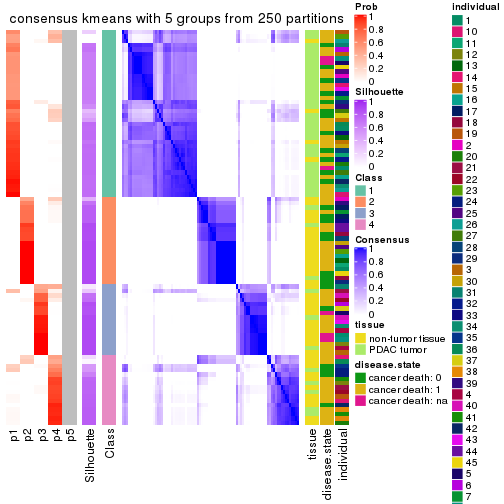 consensus kmeans with 5 groups from 250 partitions
p1
p2
p3
p4
p5
Silhouette
Class
tissue
disease.state
individual
Prob
1
0.8
0.6
0.4
0.2
0
Silhouette
1
0.8
0.6
0.4
0.2
0
Class
1
2
3
4
Consensus
1
0.8
0.6
0.4
0.2
0
tissue
non-tumor tissue
PDAC tumor
disease.state
cancer death: 0
cancer death: 1
cancer death: na
individual
1
10
11
12
13
14
15
16
17
18
19
2
20
21
22
23
24
25
26
27
28
29
3
30
31
32
33
34
35
36
37
38
39
4
40
41
42
43
44
45
5
6
7